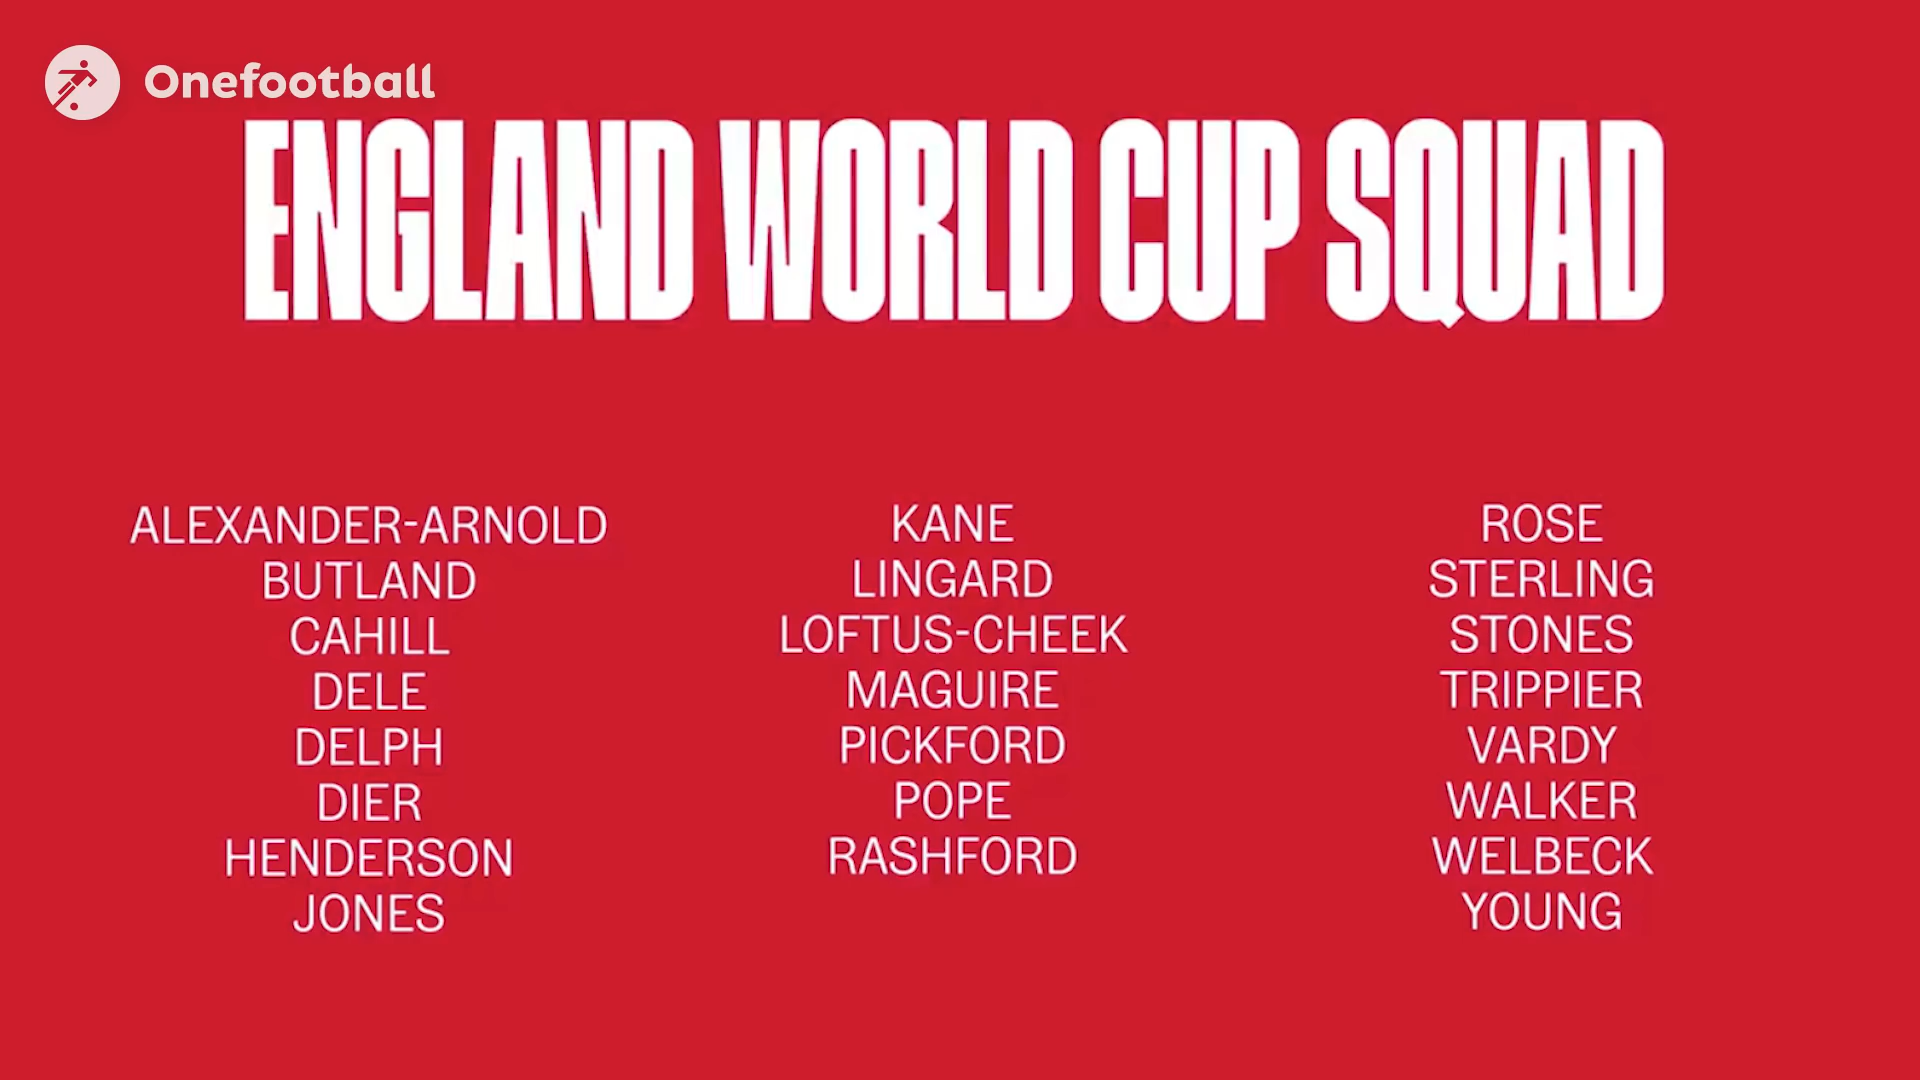 Onefootball
ENGLAND WORLD CUP SQUAD
ALEXANDER-ARNOLD
BUTLAND
CAHILL
DELE
DELPH
DIER
HENDERSON
JONES
KANE
LINGARD
LOFTUS-CHEEK
MAGUIRE
PICKFORD
POPE
RASHFORD
ROSE
STERLING
STONES
TRIPPIER
VARDY
WALKER
WELBECK
YOUNG